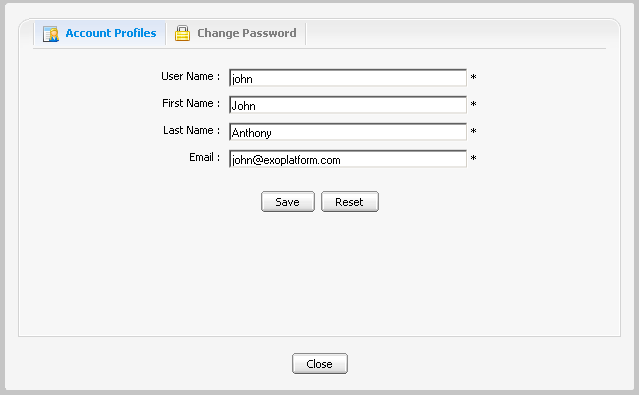 Account Profiles Change Password
User Name : john *
First Name : John *
Last Name : Anthony *
Email : john@exoplatform.com *
Save Reset
Close